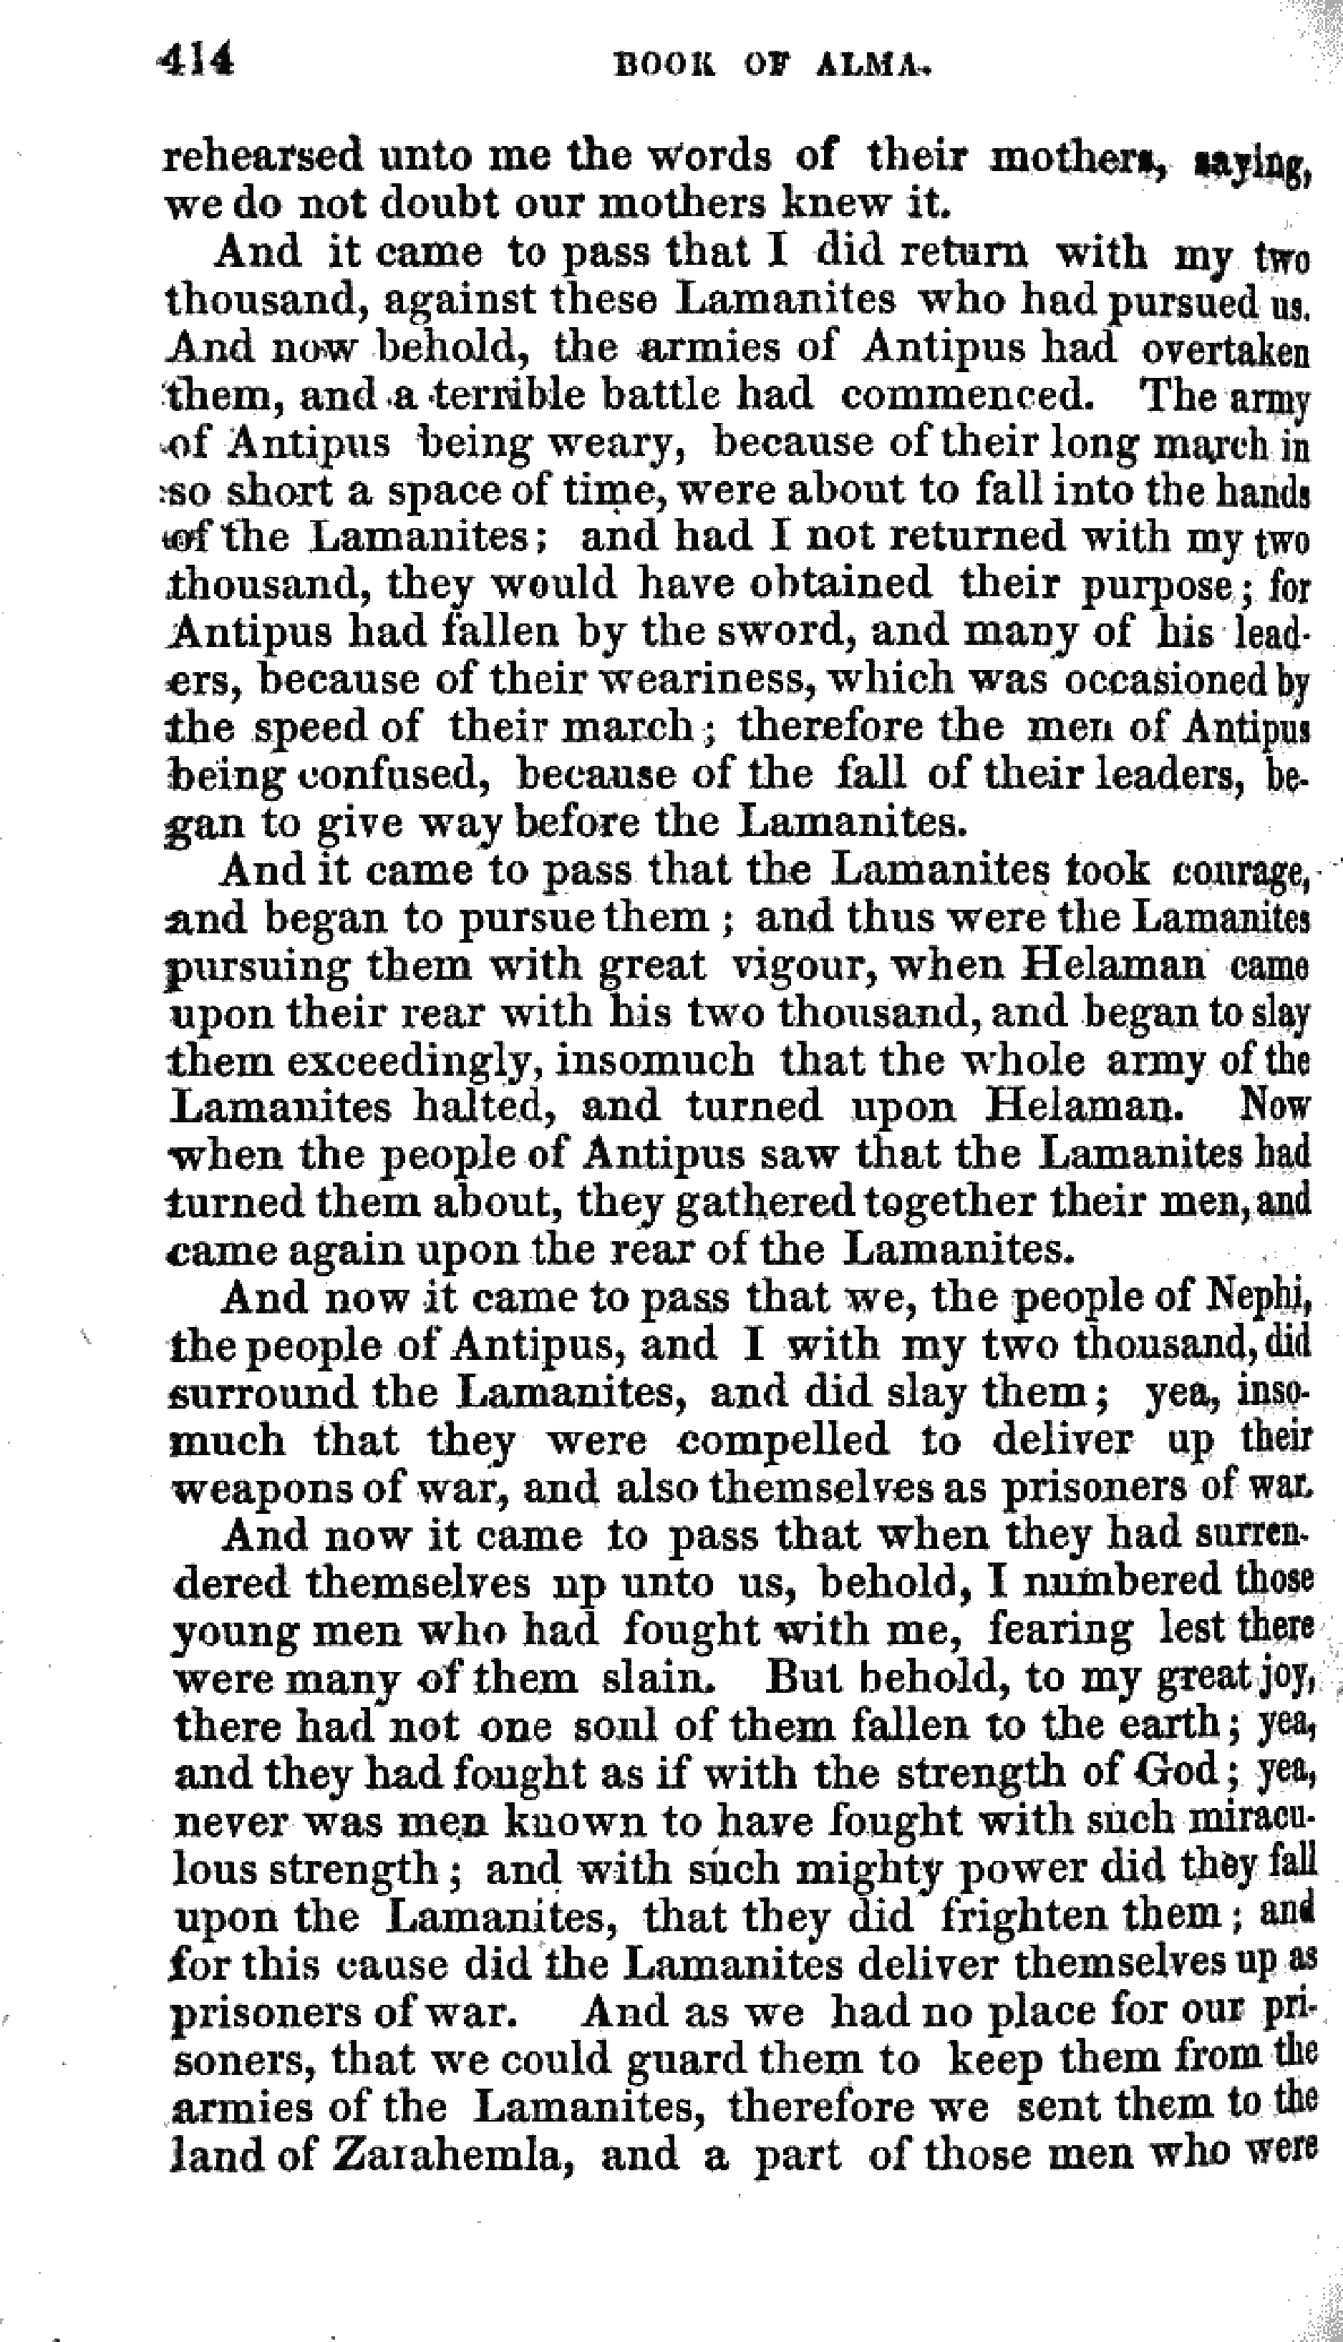 414 BOOK OF ALMA.
rehearsed unto me the words of their mothers, saying,
we do not doubt our mothers knew it.
And it came to pass that I did return with my two
thousand, against these Lamanites who had pursued us.
And now behold, the armies of Antipus had overtaken
them, and a terrible battle had commenced. The army
of Antipus being weary, because of their long march in
so short a space of time, were about to fall into the hands
of the Lamanites; and had I not returned with my two
thousand, they would have obtained their purpose; for
Antipus had fallen by the sword, and many of his lead-
ers, because of their weariness, which was occasioned by
the speed of their march; therefore the men of Antipus
being confused, because of the fall of their leaders, be-
gan to give way before the Lamanites.
And it came to pass that the Lamanites took courage,
and began to pursue them; and thus were the Lamanites
pursuing them with great vigour, when Helaman came
upon their rear with his two thousand, and began to slay
them exceedingly, insomuch that the whole army of the
Lamanites halted, and turned upon Helaman. Now
when the people of Antipus saw that the Lamanites had
turned them about, they gathered together their men, and
came again upon the rear of the Lamanites.
And now it came to pass that we, the people of Nephi,
the people of Antipus, and I with my two thousand, did
surround the Lamanites, and did slay them; yea, inso-
much that they were compelled to deliver up their
weapons of war, and also themselves as prisoners of war.
And now it came to pass that when they had surren-
dered themselves up unto us, behold, I numbered those
young men who had fought with me, fearing lest there
were many of them slain. But behold, to my great joy,
there had not one soul of them fallen to the earth; yea,
and they had fought as if with the strength of God; yea,
never was men known to have fought with such miracu-
lous strength; and with such mighty power did they fall
upon the Lamanites, that they did frighten them; and
for this cause did the Lamanites deliver themselves up as
prisoners of war. And as we had no place for our pri-
soners, that we could guard them to keep them from the
armies of the Lamanites, therefore we sent them to the
land of Zarahemla, and a part of those men who were